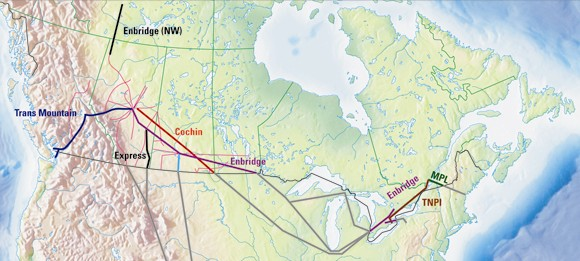 Enbridge (NW)
Trans Mountain
Cochin
Express
Enbridge
Enbridge
MPL
TNPI